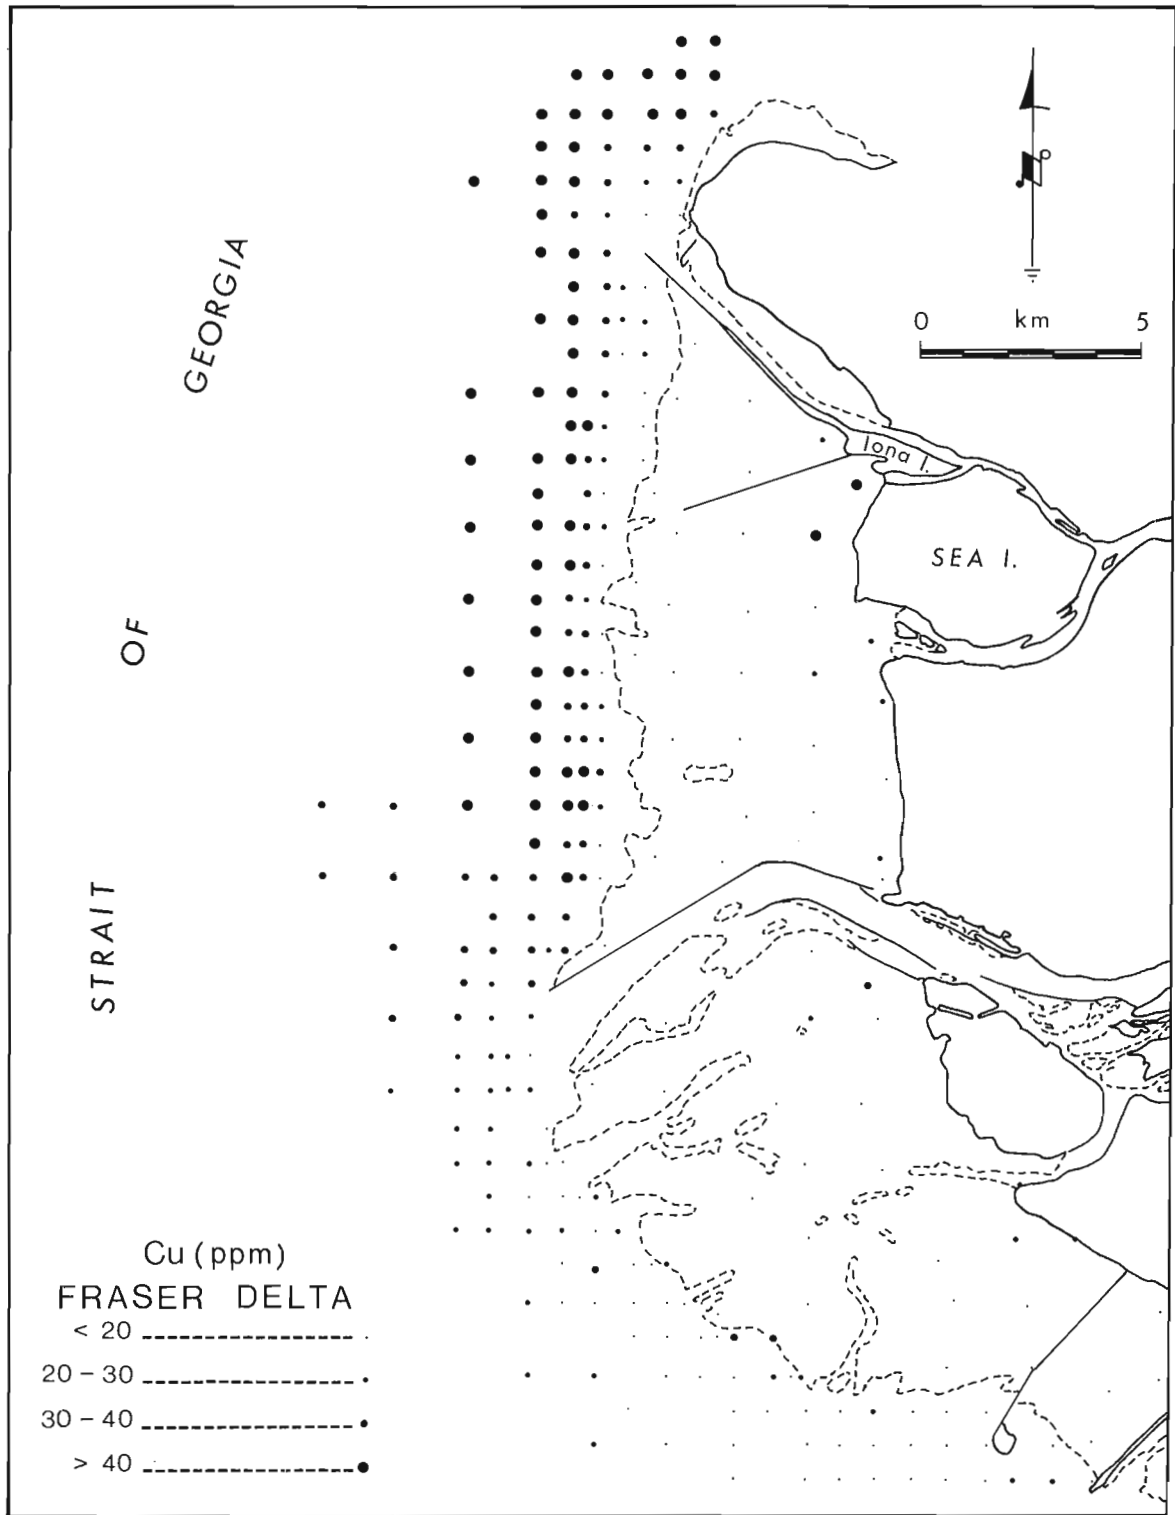 0 km 5
GEORGIA
Iona I.
SEA I.
OF
STRAIT
Cu (ppm)
FRASER DELTA
< 20
20 - 30
30 - 40
> 40